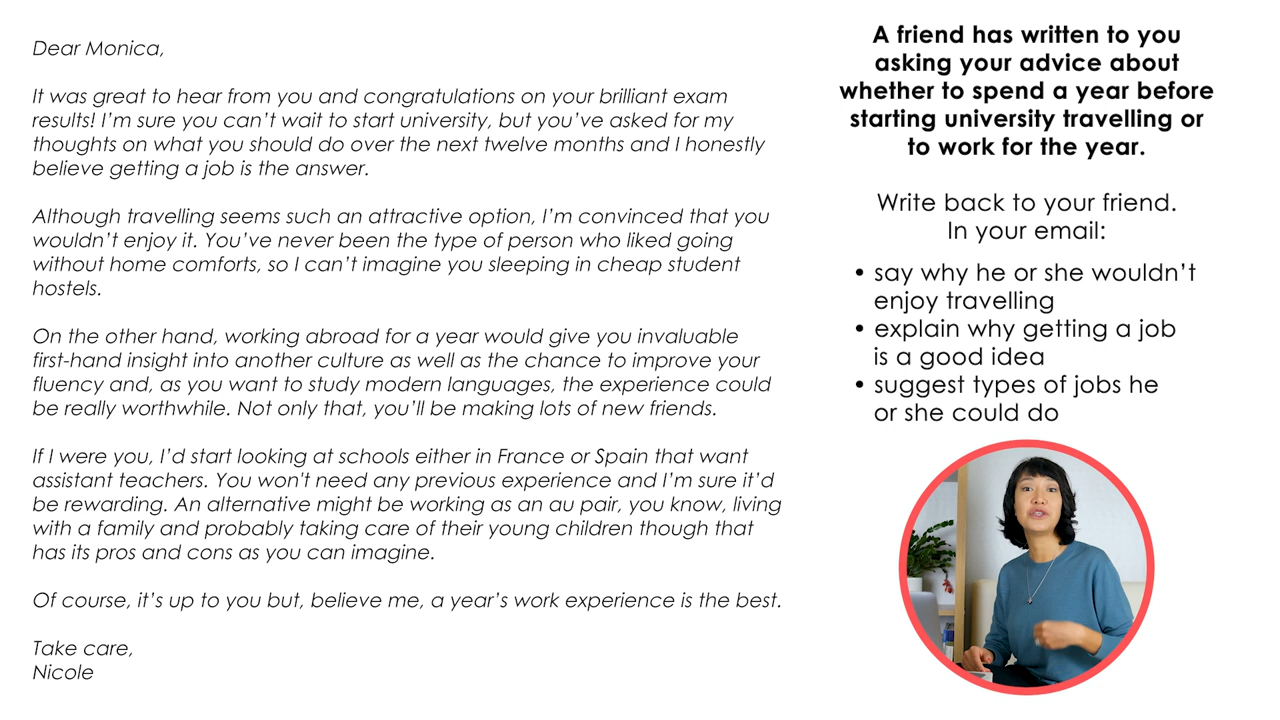 Dear Monica,
It was great to hear from you and congratulations on your brilliant exam
results! I'm sure you can't wait to start university, but you've asked for my
thoughts on what you should do over the next twelve months and I honestly
believe getting a job is the answer.
Although travelling seems such an attractive option, I'm convinced that you
wouldn't enjoy it. You've never been the type of person who liked going
without home comforts, so I can't imagine you sleeping in cheap student
hostels.
On the other hand, working abroad for a year would give you invaluable
first-hand insight into another culture as well as the chance to improve your
fluency and, as you want to study modern languages, the experience could
be really worthwhile. Not only that, you'll be making lots of new friends.
If I were you, I'd start looking at schools either in France or Spain that want
assistant teachers. You won't need any previous experience and I'm sure it'd
be rewarding. An alternative might be working as an au pair, you know, living
with a family and probably taking care of their young children though that
has its pros and cons as you can imagine.
Of course, it's up to you but, believe me, a year's work experience is the best.
Take care,
Nicole
A friend has written to you
asking your advice about
whether to spend a year before
starting university travelling or
to work for the year.
Write back to your friend.
In your email:
• say why he or she wouldn't
enjoy travelling
• explain why getting a job
is a good idea
• suggest types of jobs he
or she could do